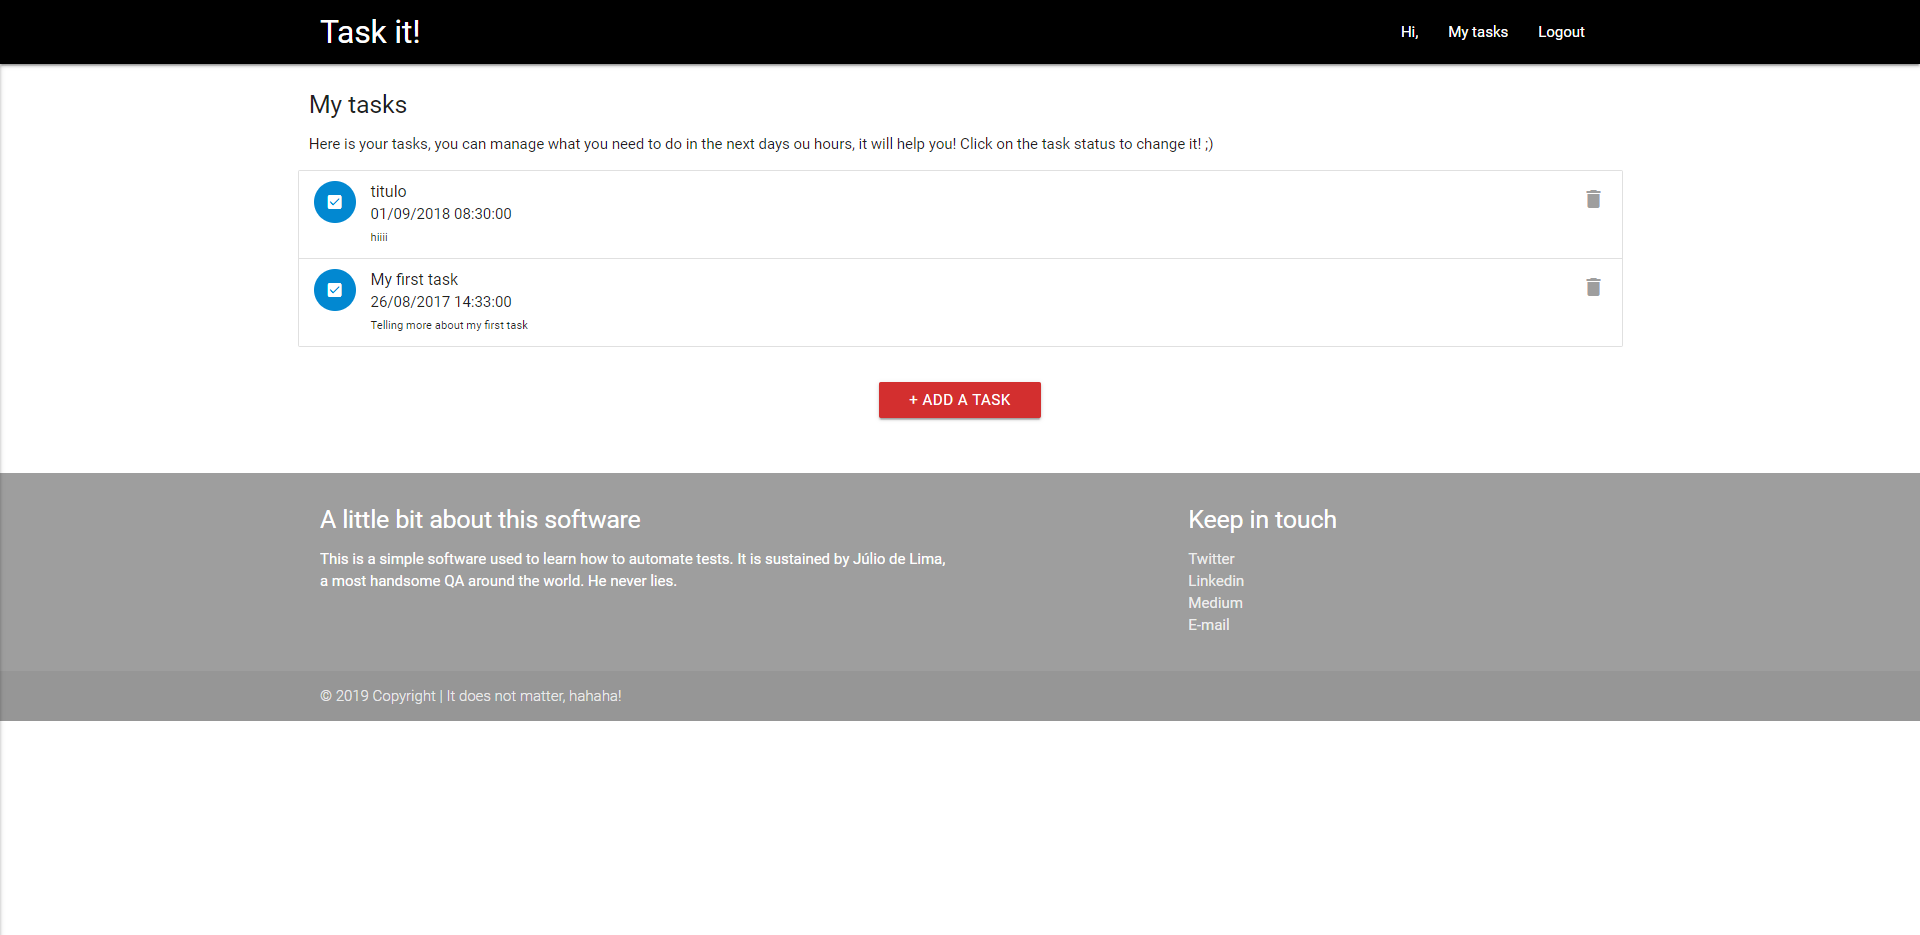 Task it!
Hi, My tasks Logout
My tasks
Here is your tasks, you can manage what you need to do in the next days ou hours, it will help you! Click on the task status to change it! ;)
titulo
01/09/2018 08:30:00
hiiii
My first task
26/08/2017 14:33:00
Telling more about my first task
+ ADD A TASK
A little bit about this software
This is a simple software used to learn how to automate tests. It is sustained by Júlio de Lima,
a most handsome QA around the world. He never lies.
Keep in touch
Twitter
Linkedin
Medium
E-mail
© 2019 Copyright | It does not matter, hahaha!